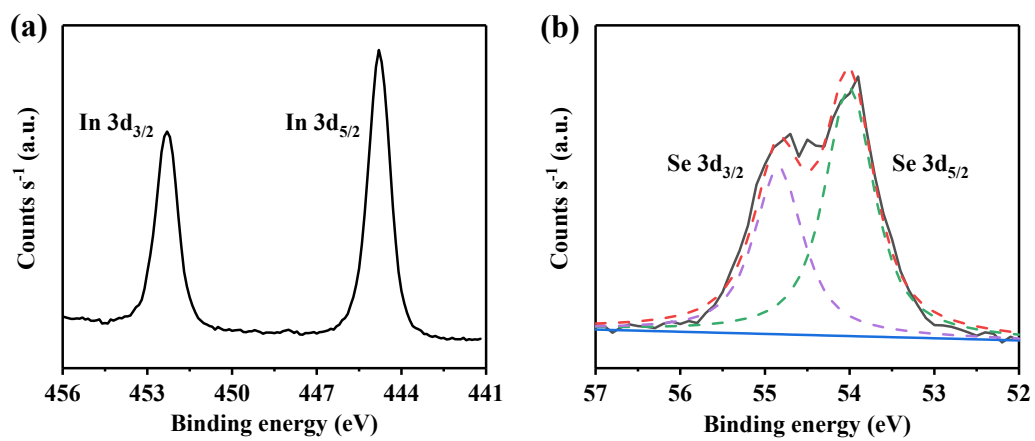 (a)
In 3d3/2
In 3d5/2
Counts s-1 (a.u.)
456 453 450 447 444 441
Binding energy (eV)
(b)
Se 3d3/2
Se 3d5/2
Counts s-1 (a.u.)
57 56 55 54 53 52
Binding energy (eV)